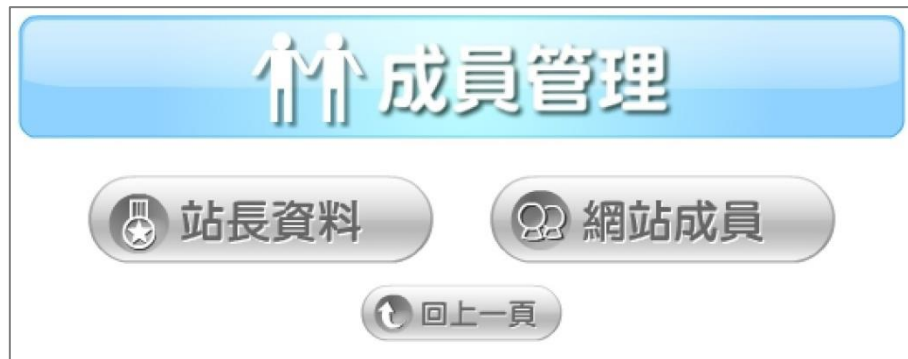 成員管理
站長資料
網站成員
回上一頁